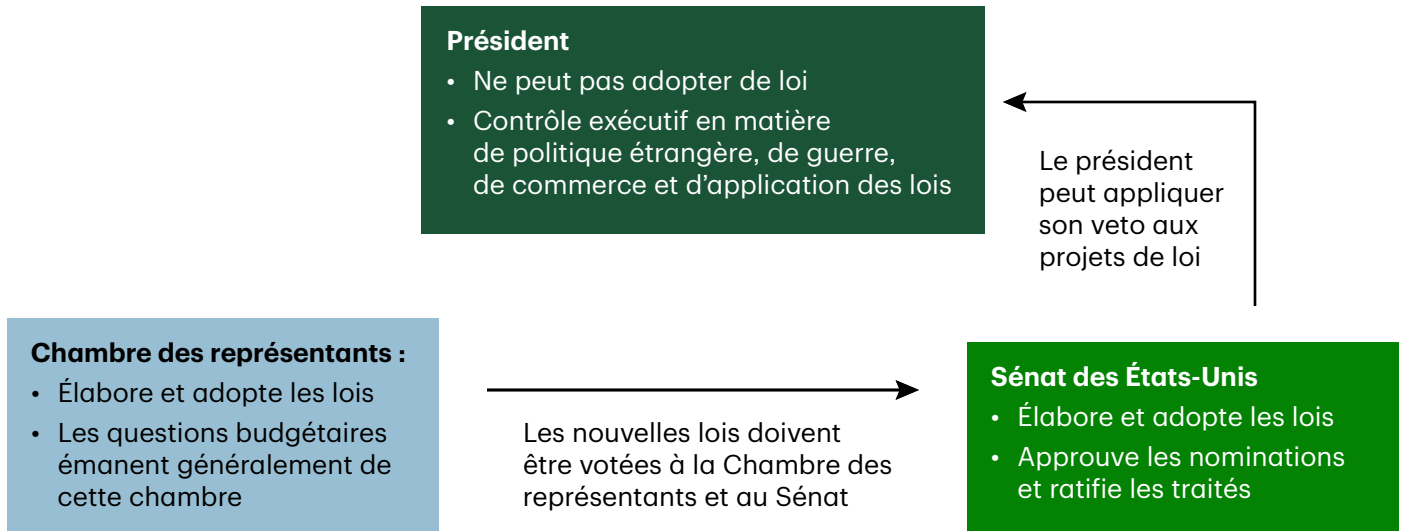 Président
• Ne peut pas adopter de loi
• Contrôle exécutif en matière
de politique étrangère, de guerre,
de commerce et d'application des lois
Le président
peut appliquer
son veto aux
projets de loi
Chambre des représentants :
• Élabore et adopte les lois
• Les questions budgétaires
émanent généralement de
cette chambre
Les nouvelles lois doivent
être votées à la Chambre des
représentants et au Sénat
Sénat des États-Unis
• Élabore et adopte les lois
• Approuve les nominations
et ratifie les traités